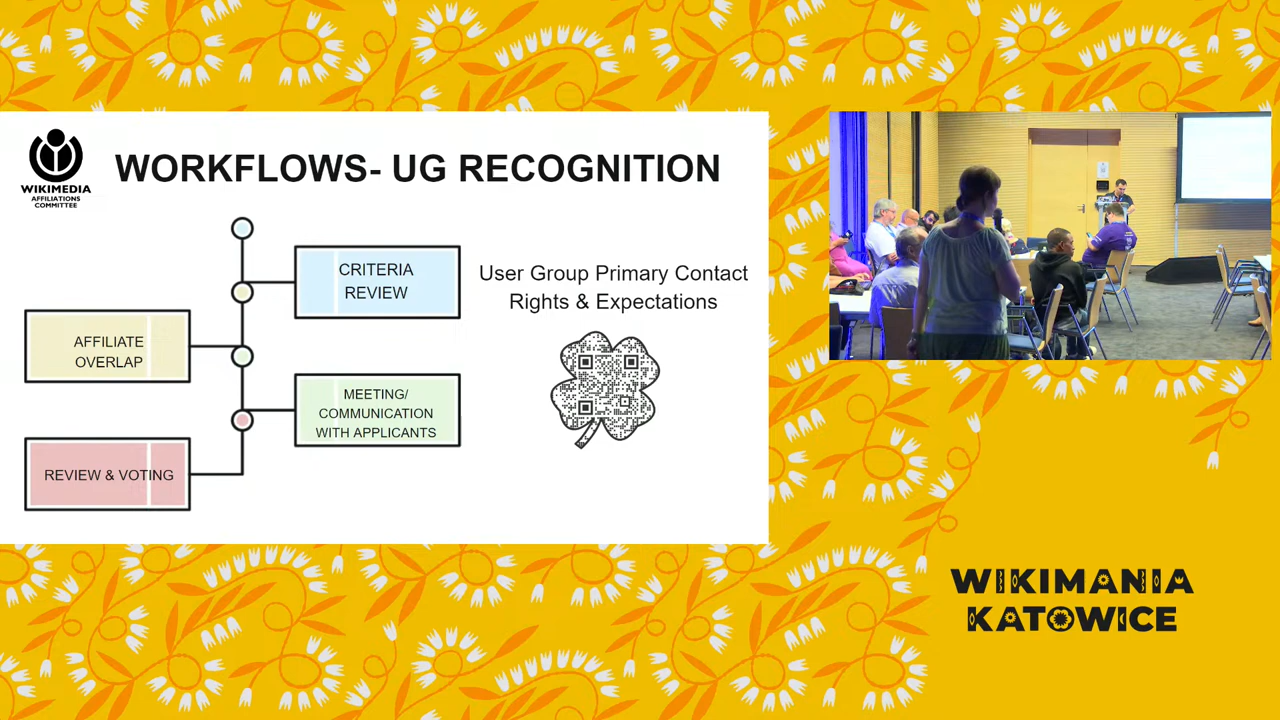 WIKIMEDIA
AFFILIATIONS
COMMITTEE
WORKFLOWS- UG RECOGNITION
CRITERIA
REVIEW
AFFILIATE
OVERLAP
MEETING/
COMMUNICATION
WITH APPLICANTS
REVIEW & VOTING
User Group Primary Contact
Rights & Expectations
WIKIMANIA
KATOWICE